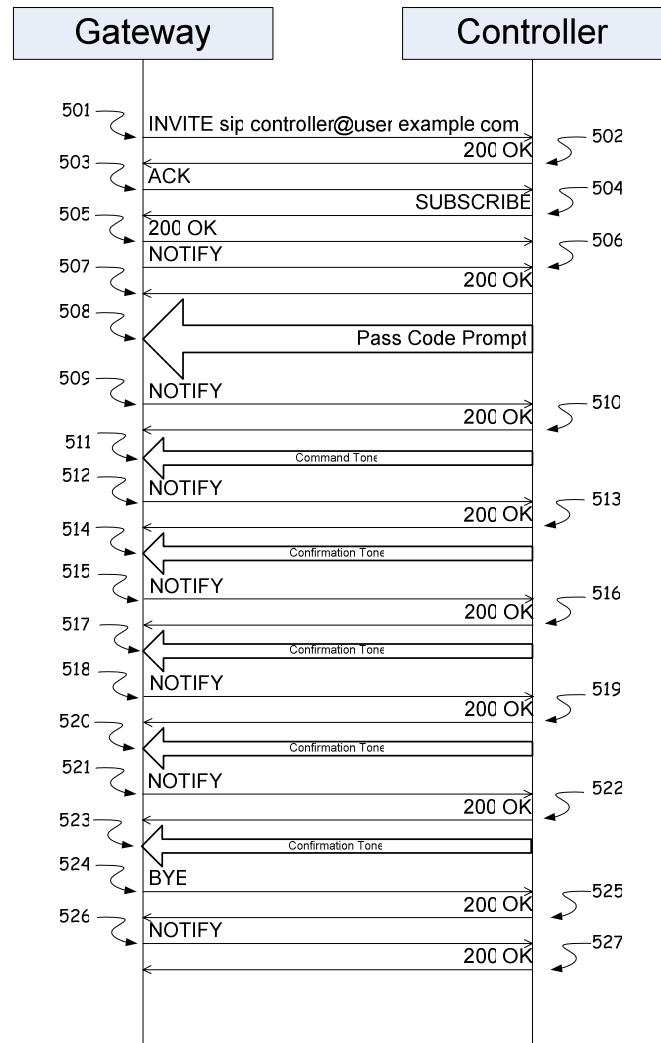 Gateway Controller
501
INVITE sip controller@user example com
502
200 OK
503
ACK
504
SUBSCRIBE
505
200 OK
506
NOTIFY
507
200 OK
508
Pass Code Prompt
509
NOTIFY
510
200 OK
511
Command Tone
512
NOTIFY
513
200 OK
514
Confirmation Tone
515
NOTIFY
516
200 OK
517
Confirmation Tone
518
NOTIFY
519
200 OK
520
Confirmation Tone
521
NOTIFY
522
200 OK
523
Confirmation Tone
524
BYE
525
200 OK
526
NOTIFY
527
200 OK